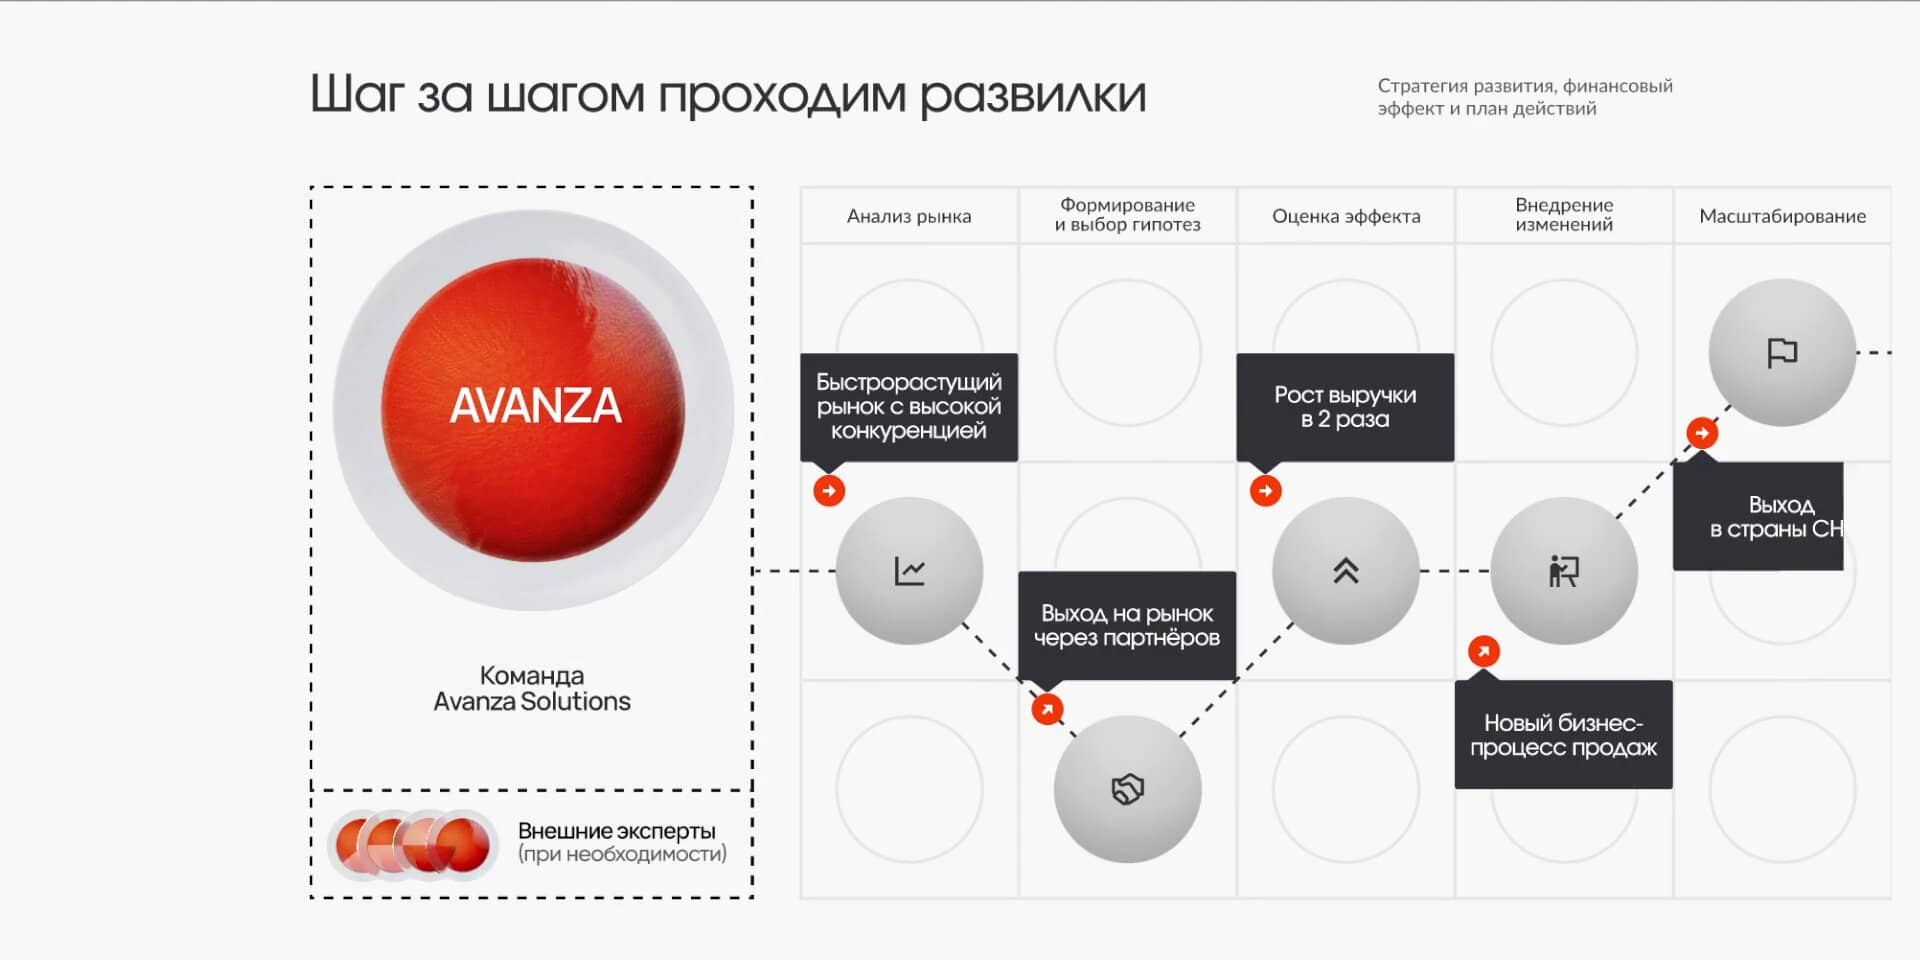 Шаг за шагом проходим развилки
Стратегия развития, финансовый
эффект и план действий
AVANZA
Команда
Avanza Solutions
Внешние эксперты
(при необходимости)
Анализ рынка
Формирование
и выбор гипотез
Оценка эффекта
Внедрение
изменений
Масштабирование
Быстрорастущий
рынок с высокой
конкуренцией
Выход на рынок
через партнёров
Рост выручки
в 2 раза
Новый бизнес-
процесс продаж
Выход
в страны СН